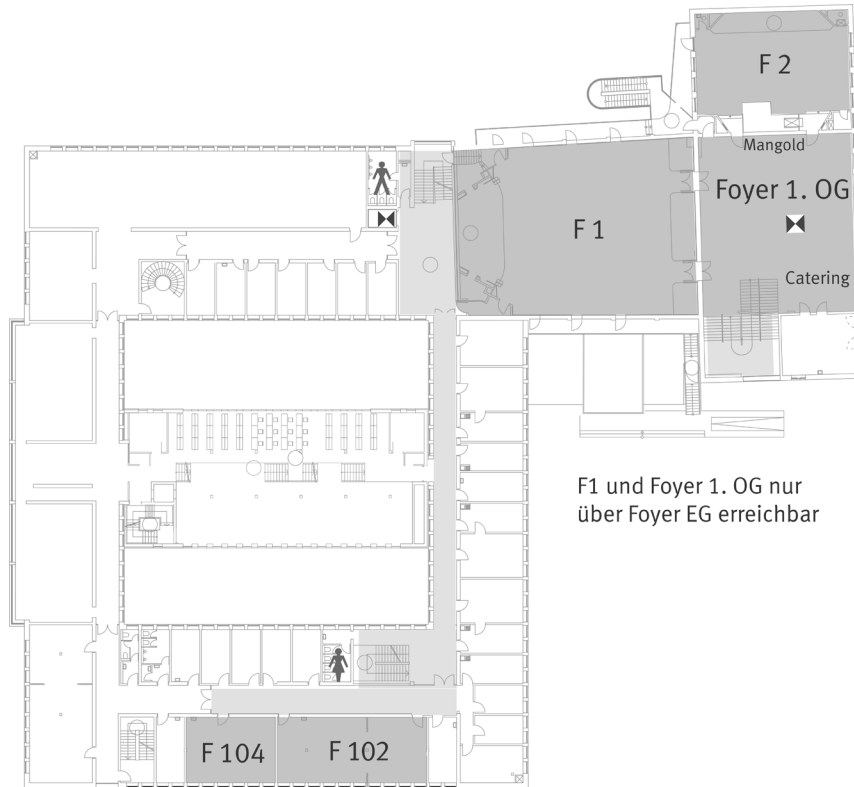 F 2
Mangold
Foyer 1. OG
F 1
Catering
F1 und Foyer 1. OG nur
über Foyer EG erreichbar
F 104
F 102